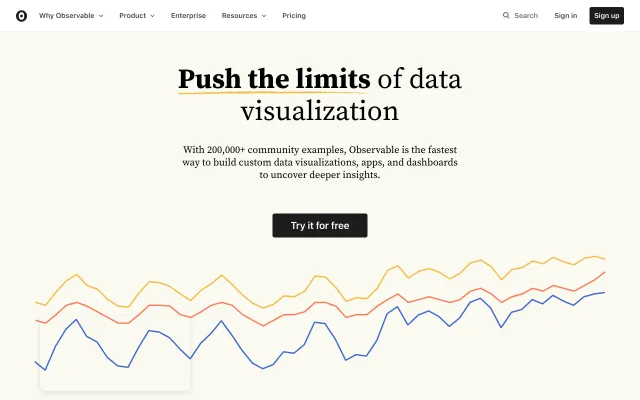 Why Observable Product Enterprise Resources Pricing Search Sign in Sign up
Push the limits of data
visualization
With 200,000+ community examples, Observable is the fastest
way to build custom data visualizations, apps, and dashboards
to uncover deeper insights.
Try it for free